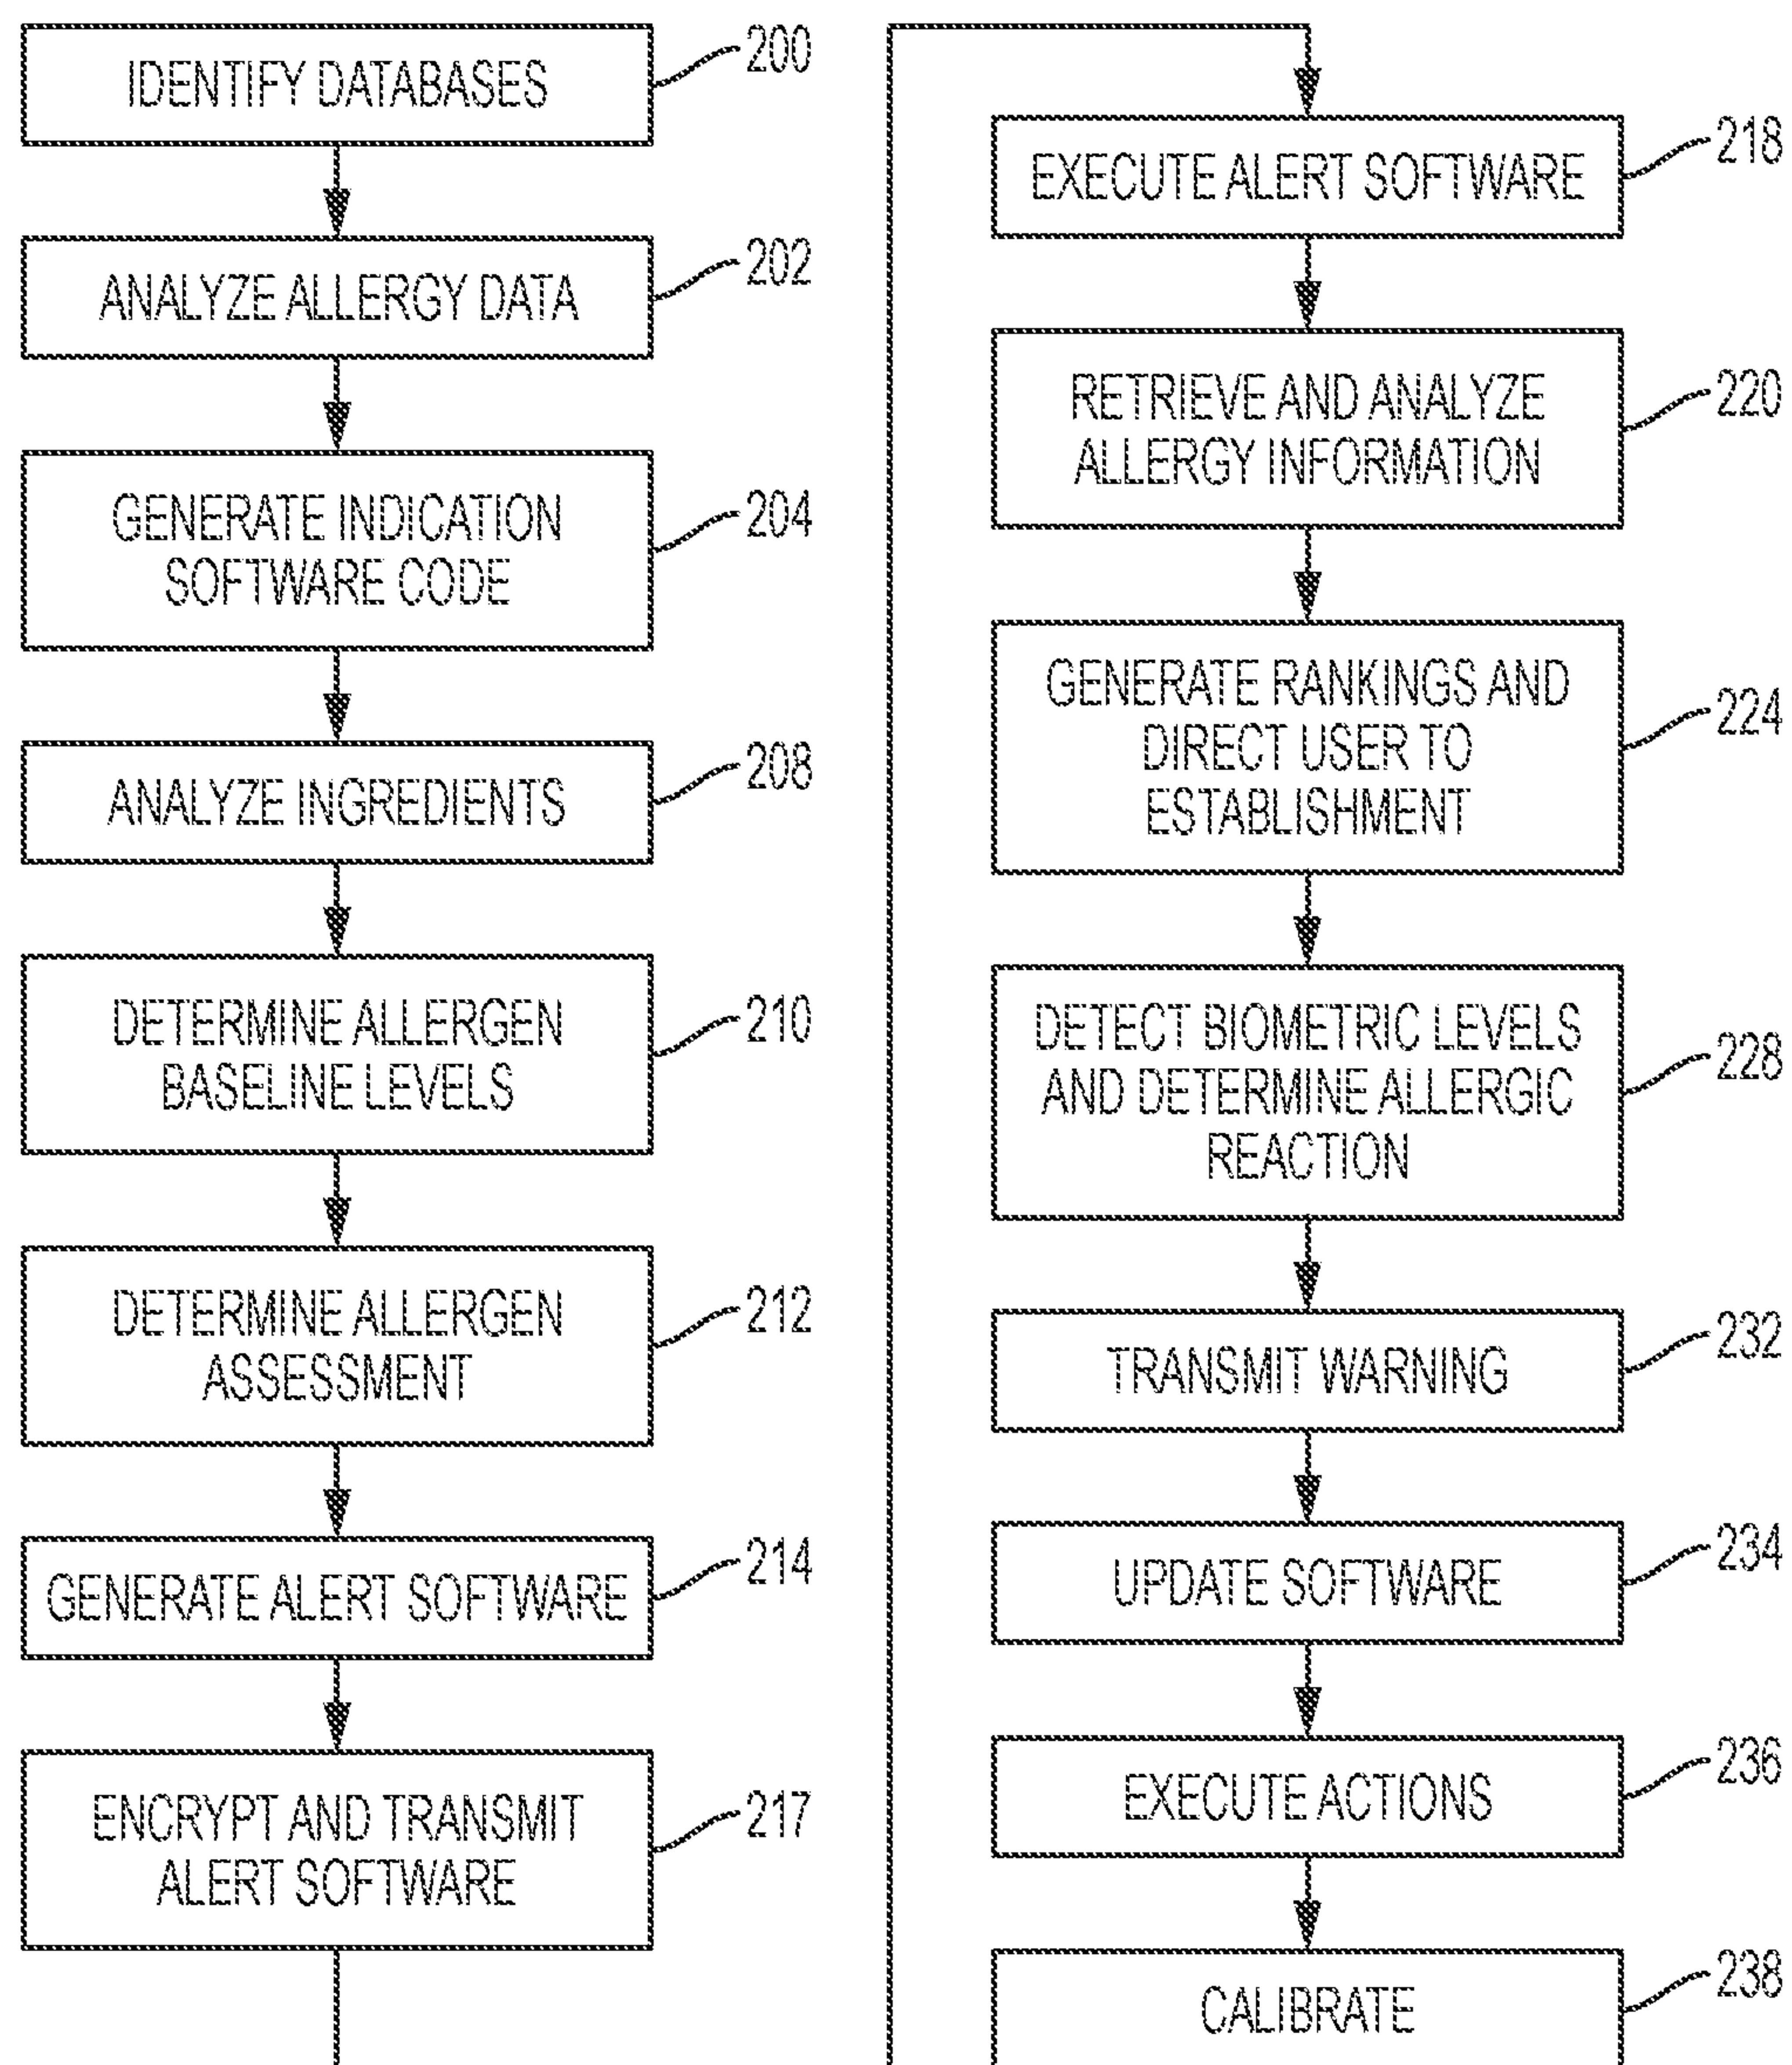 IDENTIFY DATABASES
200
ANALYZE ALLERGY DATA
202
GENERATE INDICATION
SOFTWARE CODE
204
ANALYZE INGREDIENTS
208
DETERMINE ALLERGEN
BASELINE LEVELS
210
DETERMINE ALLERGEN
ASSESSMENT
212
GENERATE ALERT SOFTWARE
214
ENCRYPT AND TRANSMIT
ALERT SOFTWARE
217
EXECUTE ALERT SOFTWARE
218
RETRIEVE AND ANALYZE
ALLERGY INFORMATION
220
GENERATE RANKINGS AND
DIRECT USER TO
ESTABLISHMENT
224
DETECT BIOMETRIC LEVELS
AND DETERMINE ALLERGIC
REACTION
228
TRANSMIT WARNING
232
UPDATE SOFTWARE
234
EXECUTE ACTIONS
236
CALIBRATE
238